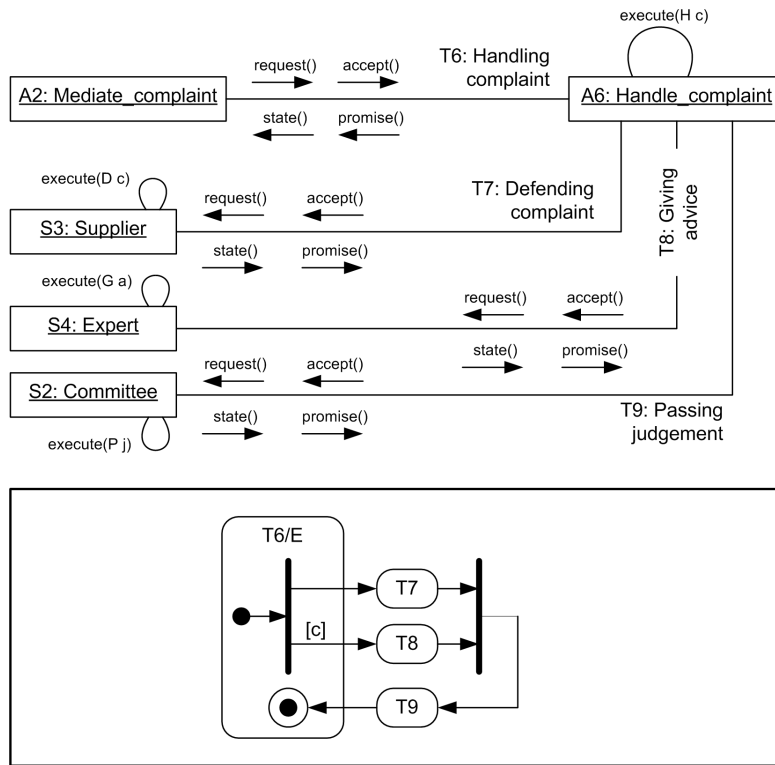 execute(H c)
request()
accept()
T6: Handling
complaint
A2: Mediate_complaint
A6: Handle_complaint
state()
promise()
execute(D c)
request()
accept()
T7: Defending
complaint
T8: Giving
advice
S3: Supplier
state()
promise()
execute(G a)
request()
accept()
S4: Expert
state()
promise()
request()
accept()
S2: Committee
state()
promise()
T9: Passing
judgement
execute(P j)
T6/E
T7
[c]
T8
T9